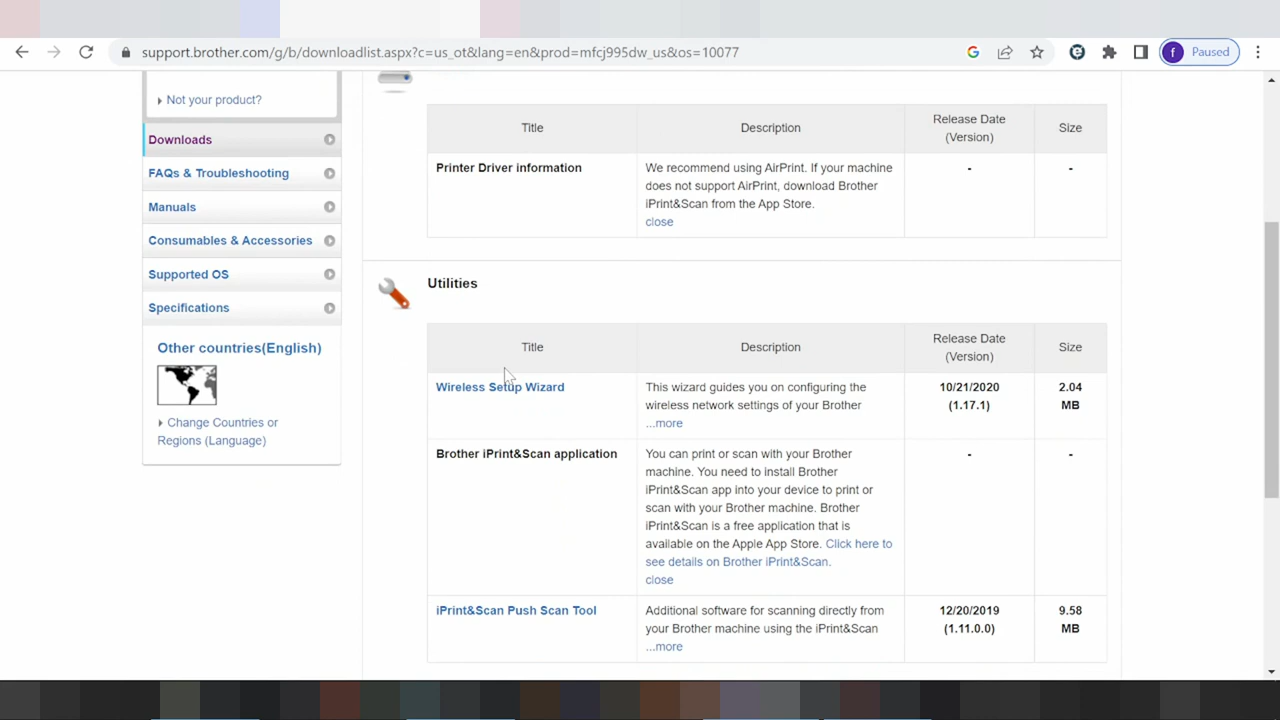 support.brother.com/g/b/downloadlist.aspx?c=us_ot&lang=en&prod=mfcj995dw_us&os=10077
G
f Paused
Not your product?
Downloads
FAQs & Troubleshooting
Manuals
Consumables & Accessories
Supported OS
Specifications
Other countries(English)
Change Countries or
Regions (Language)
Title Description Release Date
(Version) Size
Printer Driver information
We recommend using AirPrint. If your machine
does not support AirPrint, download Brother
iPrint&Scan from the App Store.
close
- -
Utilities
Title Description Release Date
(Version) Size
Wireless Setup Wizard
This wizard guides you on configuring the
wireless network settings of your Brother
...more
10/21/2020
(1.17.1)
2.04
MB
Brother iPrint&Scan application
You can print or scan with your Brother
machine. You need to install Brother
iPrint&Scan app into your device to print or
scan with your Brother machine. Brother
iPrint&Scan is a free application that is
available on the Apple App Store. Click here to
see details on Brother iPrint&Scan.
close
- -
iPrint&Scan Push Scan Tool
Additional software for scanning directly from
your Brother machine using the iPrint&Scan
...more
12/20/2019
(1.11.0.0)
9.58
MB